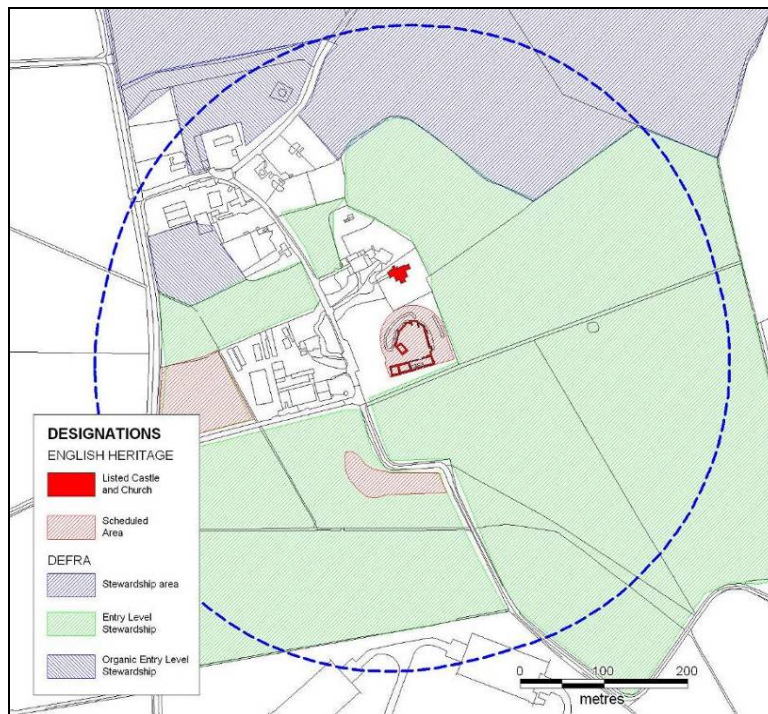 DESIGNATIONS
ENGLISH HERITAGE
Listed Castle
and Church
Scheduled
Area
DEFRA
Stewardship area
Entry Level
Stewardship
Organic Entry Level
Stewardship
0 100 200
metres